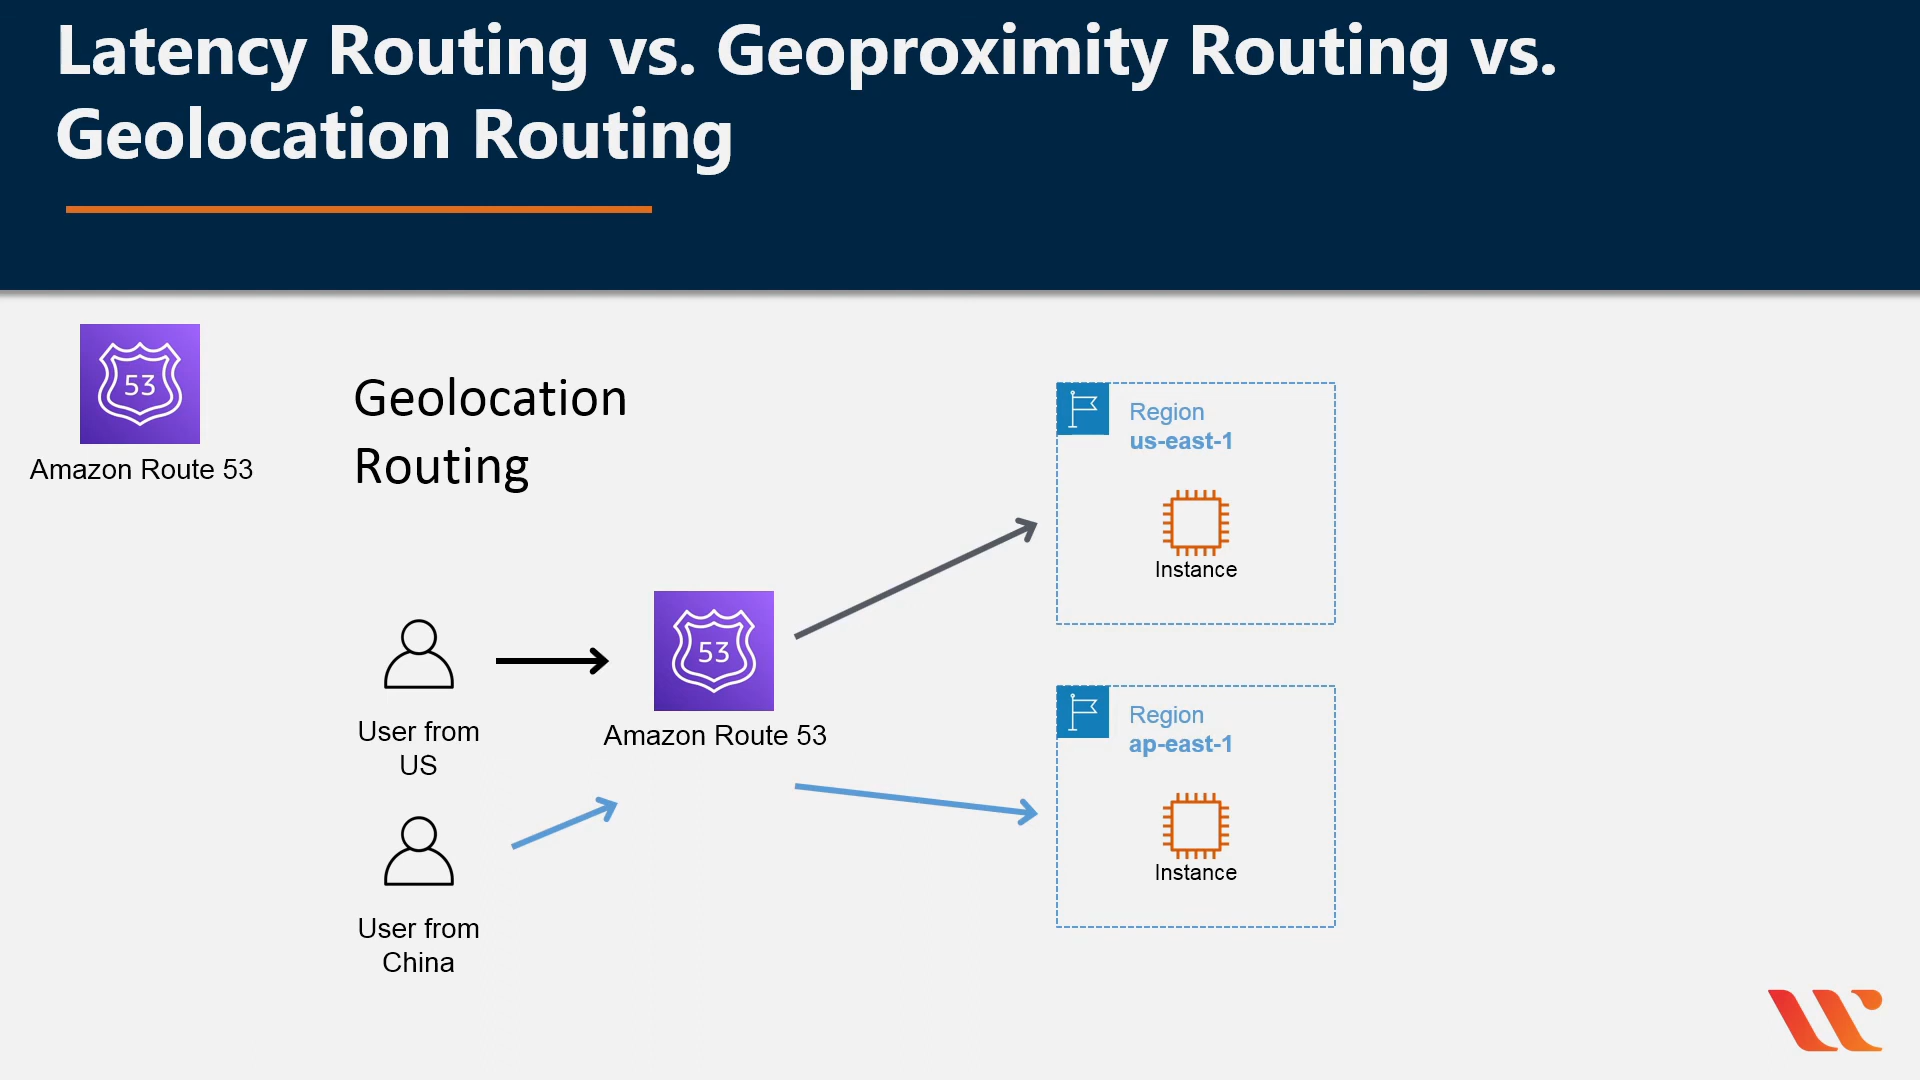 Latency Routing vs. Geoproximity Routing vs.
Geolocation Routing
53
Amazon Route 53
Geolocation
Routing
Region
us-east-1
Instance
User from
US
53
Amazon Route 53
Region
ap-east-1
Instance
User from
China